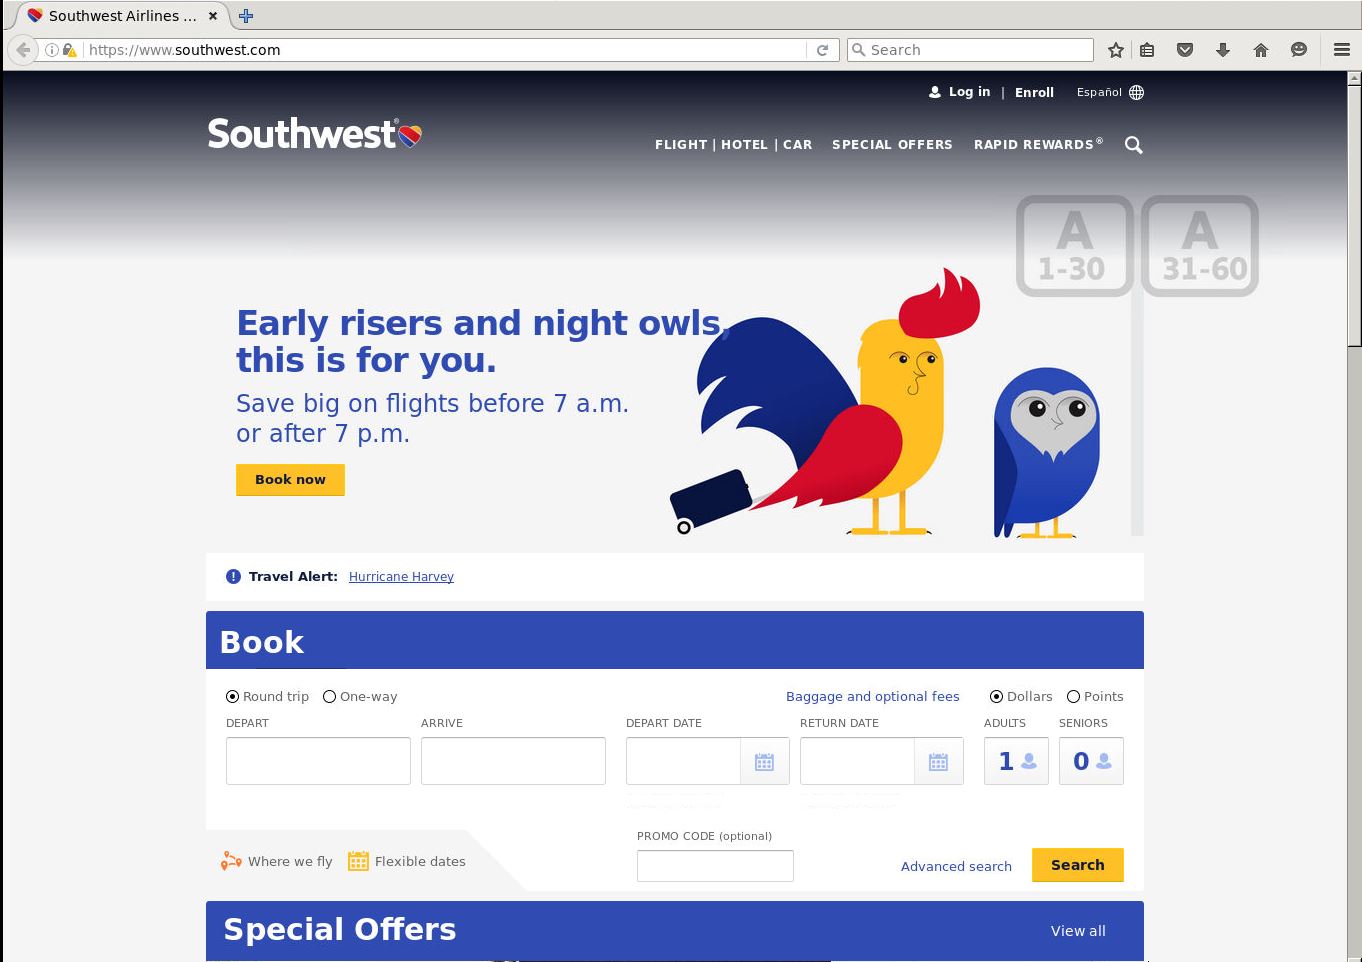 Southwest Airlines ...
https://www.southwest.com
Search
Log in | Enroll Español
Southwest®
FLIGHT | HOTEL | CAR SPECIAL OFFERS RAPID REWARDS®
A A
1-30 31-60
Early risers and night owls,
this is for you.
Save big on flights before 7 a.m.
or after 7 p.m.
Book now
Travel Alert: Hurricane Harvey
Book
Round trip One-way Baggage and optional fees Dollars Points
DEPART ARRIVE DEPART DATE RETURN DATE ADULTS SENIORS
1 0
PROMO CODE (optional)
Where we fly Flexible dates Advanced search Search
Special Offers View all